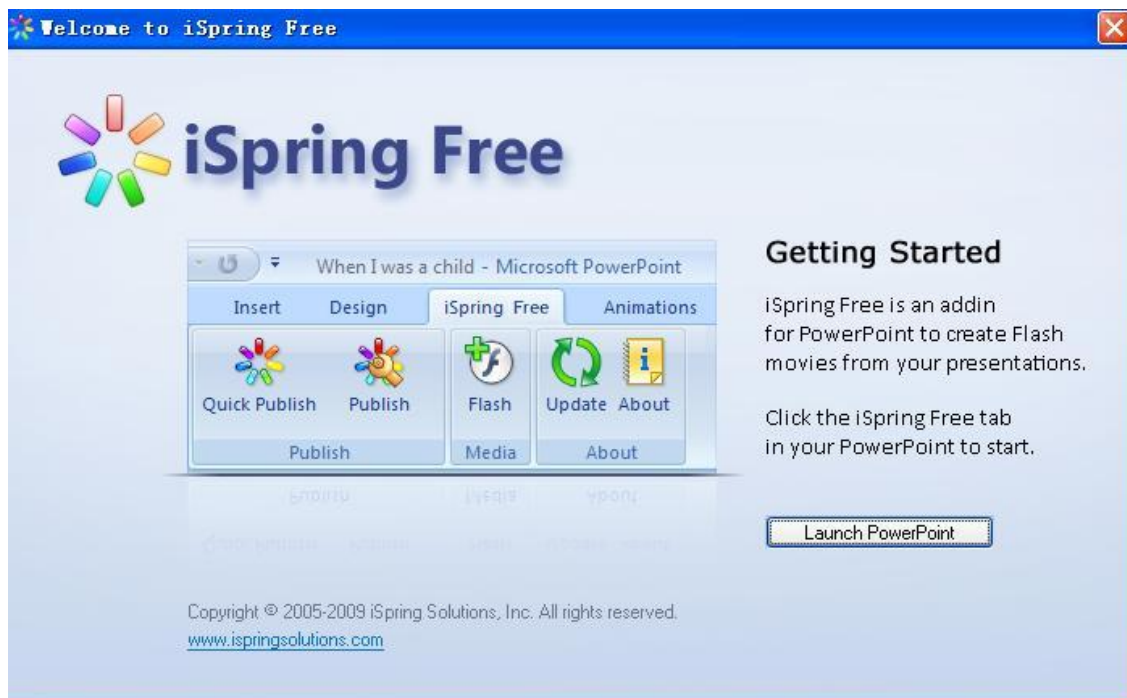 Welcome to iSpring Free
iSpring Free
When I was a child - Microsoft PowerPoint
Insert Design iSpring Free Animations
Quick Publish Publish Flash Update About
Publish Media About
Getting Started
iSpring Free is an addin
for PowerPoint to create Flash
movies from your presentations.
Click the iSpring Free tab
in your PowerPoint to start.
Launch PowerPoint
Copyright © 2005-2009 iSpring Solutions, Inc. All rights reserved.
www.ispringsolutions.com